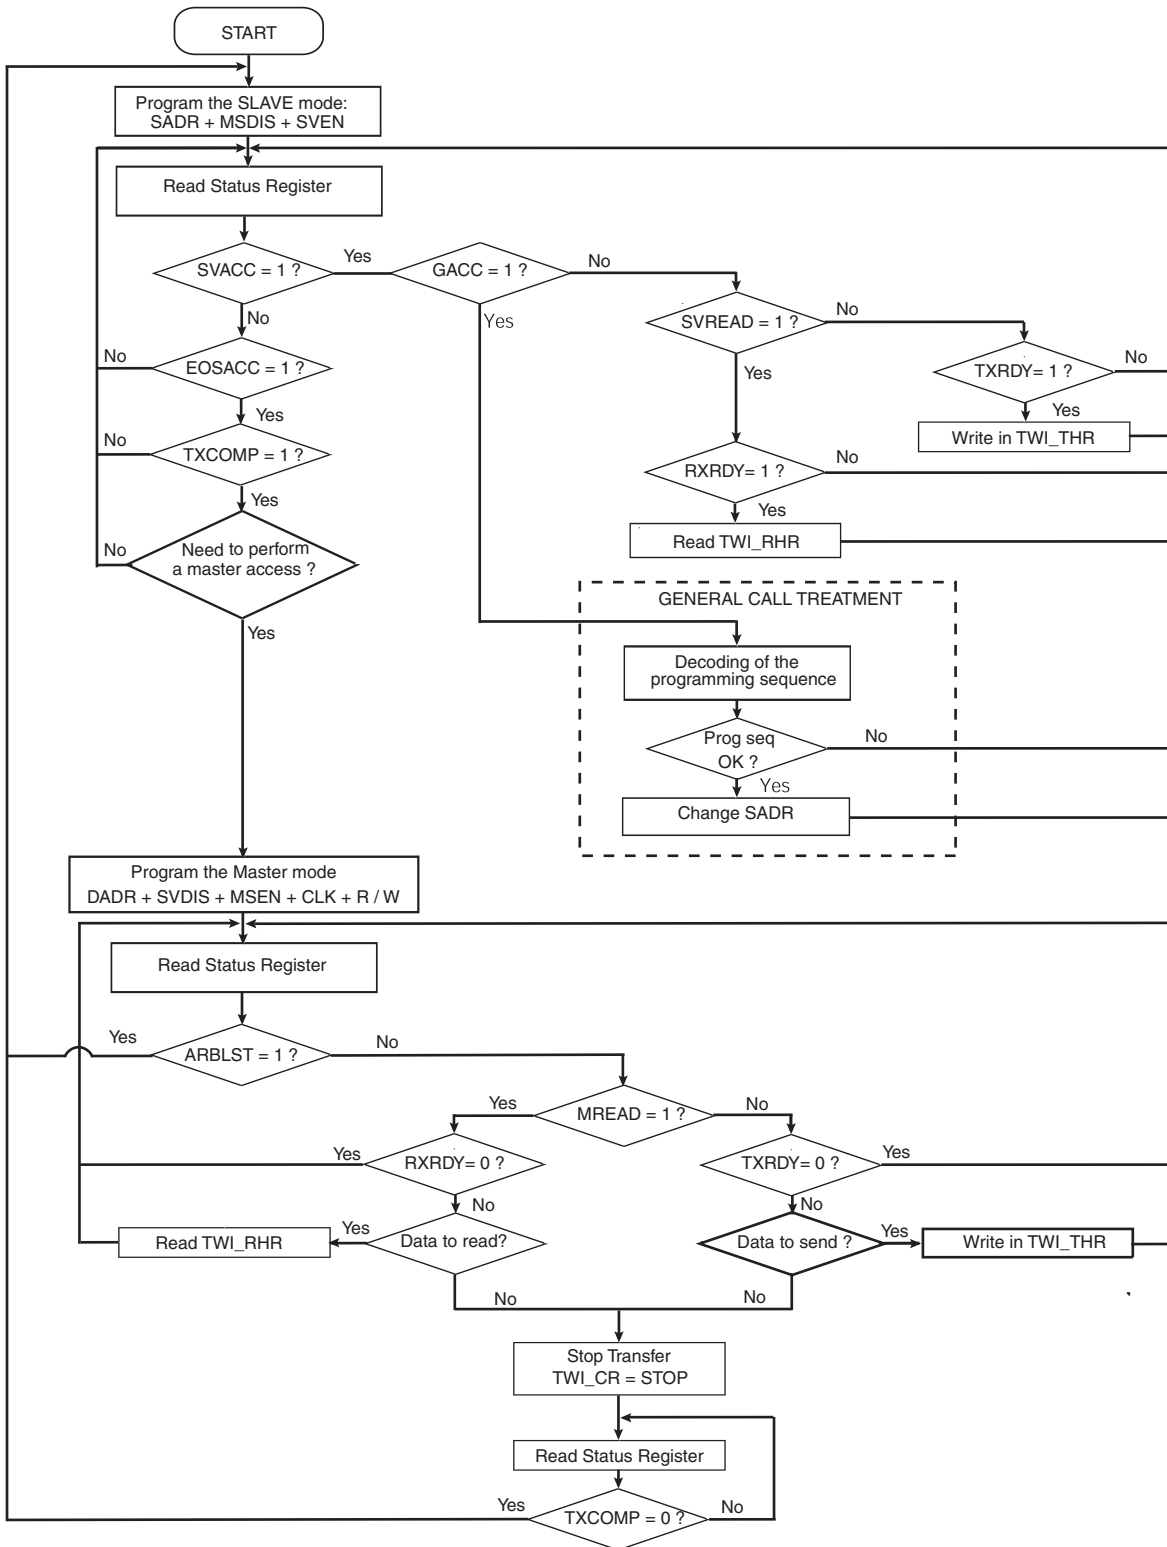 START
Program the SLAVE mode:
SADR + MSDIS + SVEN
Read Status Register
SVACC = 1 ?
Yes
GACC = 1 ?
No
SVREAD = 1 ?
No
No
Yes
TXRDY= 1 ?
No
EOSACC = 1 ?
No
Yes
Yes
Yes
Write in TWI_THR
TXCOMP = 1 ?
No
Yes
RXRDY= 1 ?
No
Yes
Read TWI_RHR
Need to perform
a master access ?
No
Yes
GENERAL CALL TREATMENT
Decoding of the
programming sequence
Prog seq
OK ?
No
Yes
Change SADR
Program the Master mode
DADR + SVDIS + MSEN + CLK + R / W
Read Status Register
Yes
ARBLST = 1 ?
No
Yes
MREAD = 1 ?
No
Yes
RXRDY= 0 ?
TXRDY= 0 ?
Yes
No
No
Read TWI_RHR
Yes
Data to read?
Data to send ?
Yes
Write in TWI_THR
No
No
Stop Transfer
TWI_CR = STOP
Read Status Register
Yes
TXCOMP = 0 ?
No